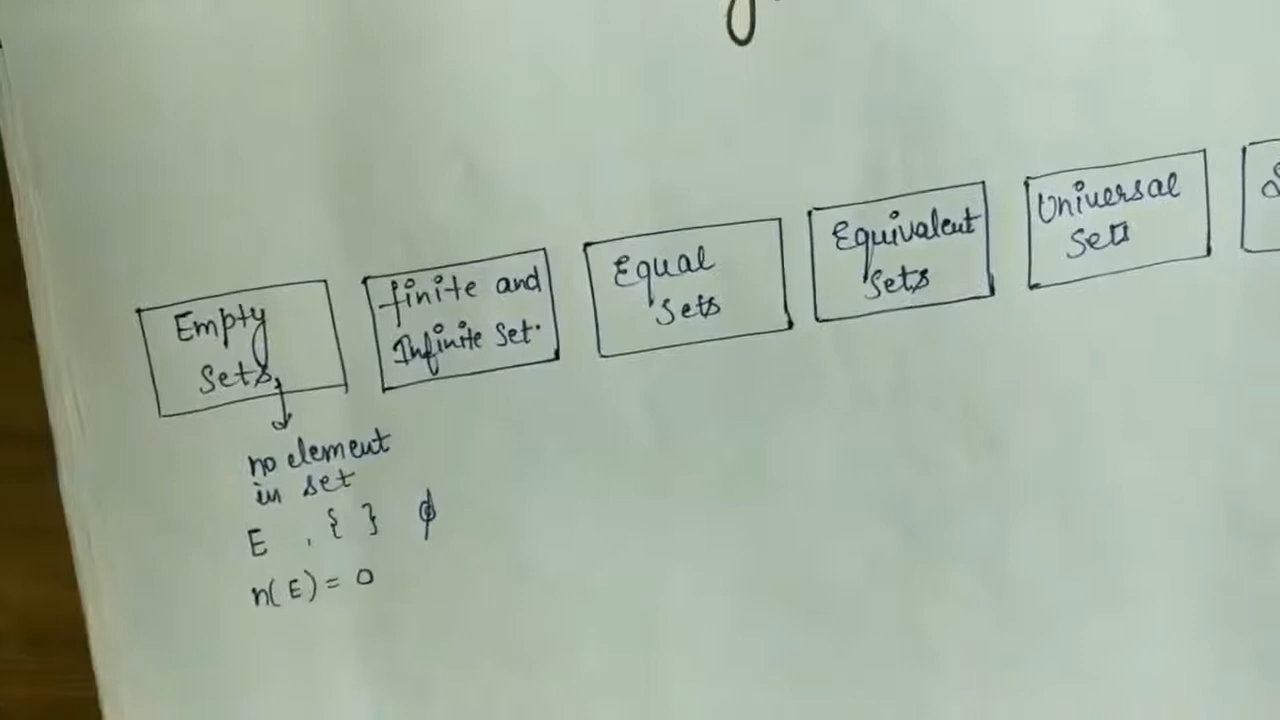 Empty
Sets
finite and
Infinite Set.
Equal
Sets
Equivalent
Sets
Universal
Sets
no element
in set
E , { } ϕ
n(E) = 0